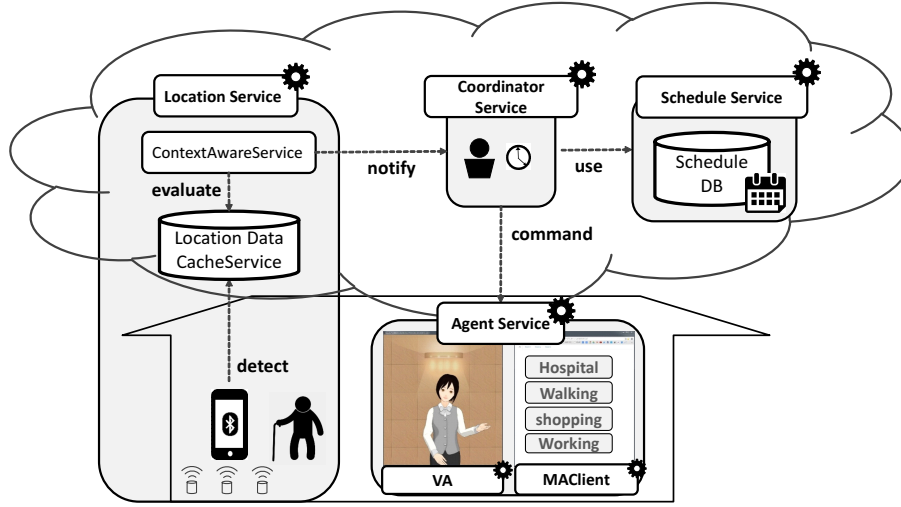 Location Service
Coordinator
Service
Schedule Service
ContextAwareService
notify
use
Schedule
DB
evaluate
Location Data
CacheService
command
Agent Service
detect
Hospital
Walking
shopping
Working
VA
MAClient